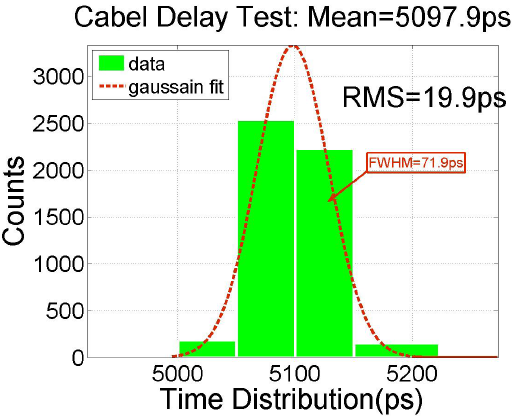 Cabel Delay Test: Mean=5097.9ps
data
gaussain fit
RMS=19.9ps
FWHM=71.9ps
Counts
3000
2500
2000
1500
1000
500
0
5000 5100 5200
Time Distribution(ps)